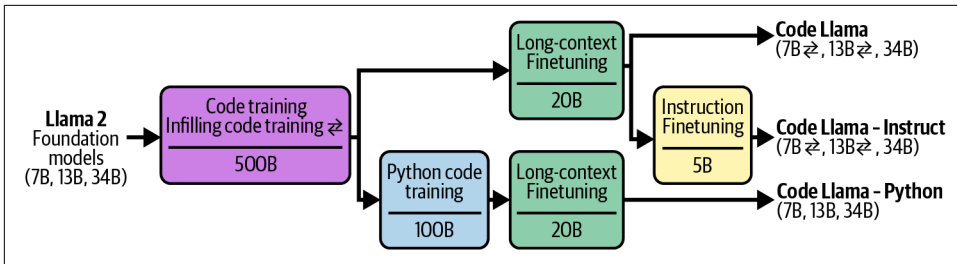 Llama 2
Foundation
models
(7B, 13B, 34B)
Code training
Infilling code training ⇄
500B
Long-context
Finetuning
20B
Python code
training
100B
Long-context
Finetuning
20B
Instruction
Finetuning
5B
Code Llama
(7B ⇄, 13B ⇄, 34B)
Code Llama – Instruct
(7B ⇄, 13B ⇄, 34B)
Code Llama – Python
(7B, 13B, 34B)